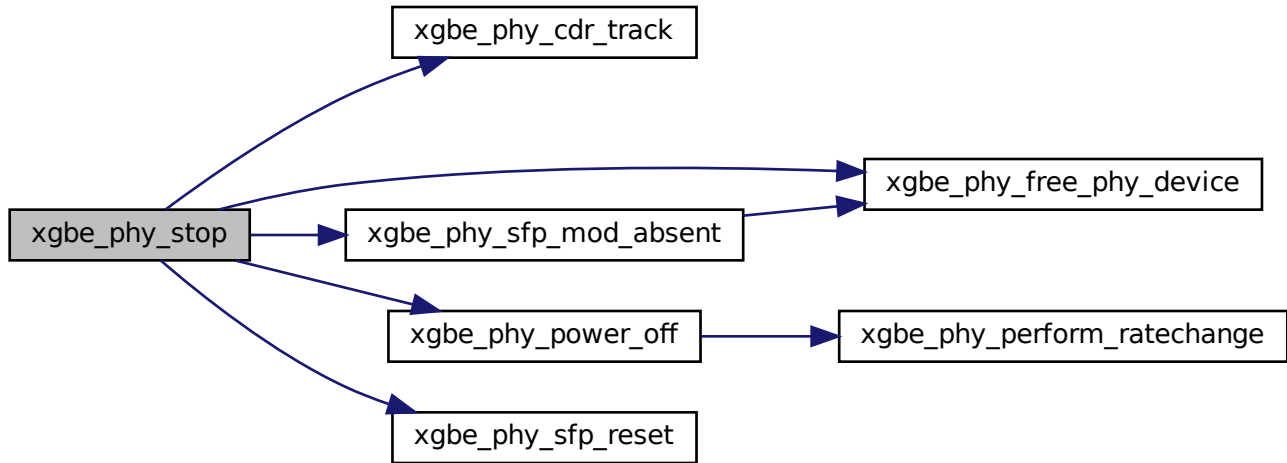 xgbe_phy_cdr_track
xgbe_phy_free_phy_device
xgbe_phy_stop
xgbe_phy_sfp_mod_absent
xgbe_phy_power_off
xgbe_phy_perform_ratechange
xgbe_phy_sfp_reset